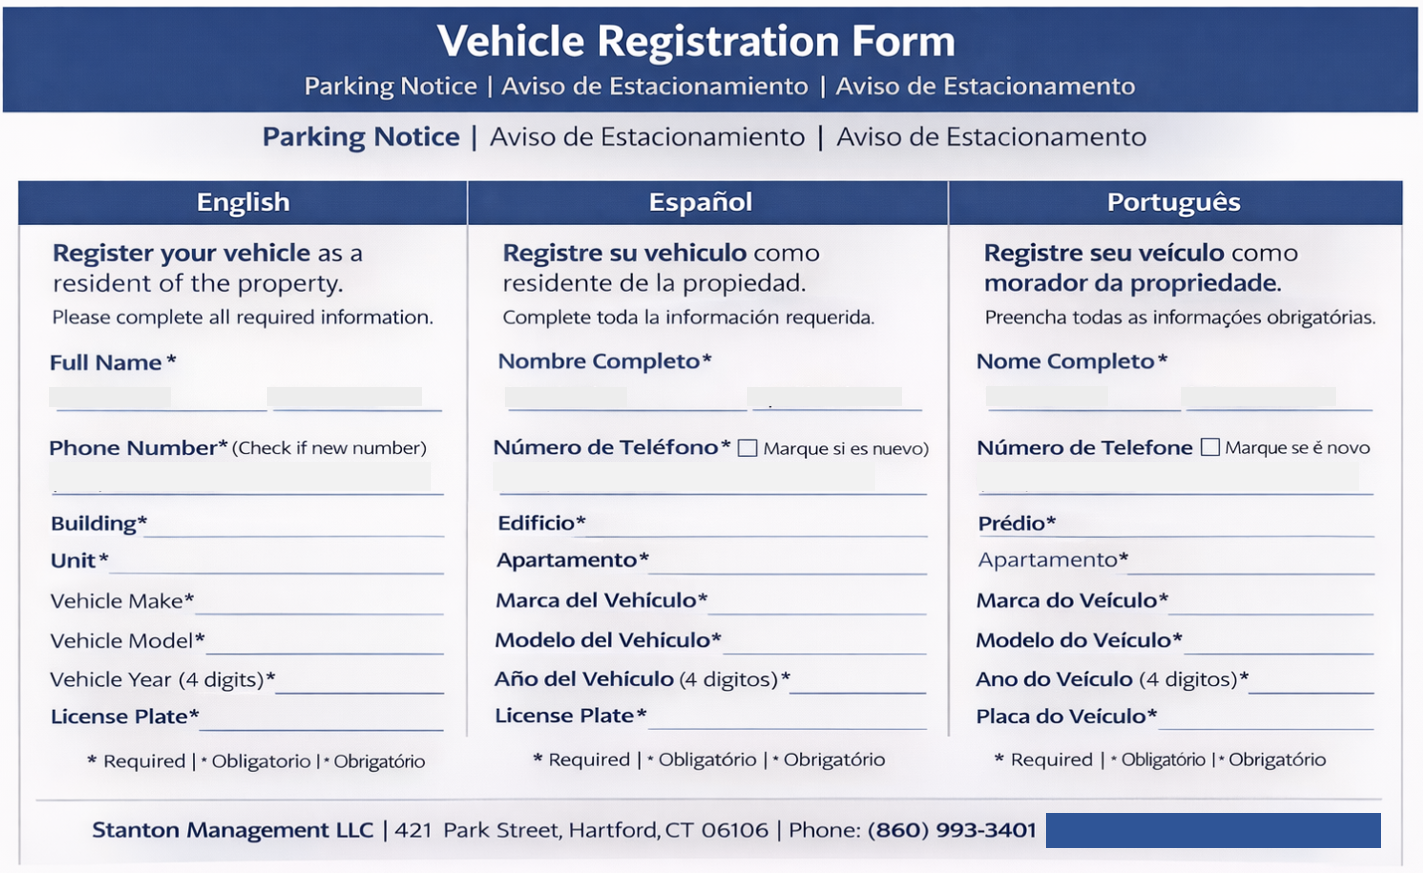 Vehicle Registration Form
Parking Notice | Aviso de Estacionamiento | Aviso de Estacionamento
Parking Notice | Aviso de Estacionamiento | Aviso de Estacionamento
English
Register your vehicle as a
resident of the property.
Please complete all required information.
Full Name*
Phone Number* (Check if new number)
Building*
Unit*
Vehicle Make*
Vehicle Model*
Vehicle Year (4 digits)*
License Plate*
* Required | * Obligatorio | * Obrigatório
Español
Registre su vehiculo como
residente de la propiedad.
Complete toda la información requerida.
Nombre Completo*
Número de Teléfono* ☐ Marque si es nuevo)
Edificio*
Apartamento*
Marca del Vehículo*
Modelo del Vehículo*
Año del Vehículo (4 digitos)*
License Plate*
* Required | * Obligatório | * Obrigatório
Português
Registre seu veículo como
morador da propriedade.
Preencha todas as informaçóes obrigatórias.
Nome Completo*
Número de Telefone ☐ Marque se é novo
Prédio*
Apartamento*
Marca do Veículo*
Modelo do Veículo*
Ano do Veículo (4 digitos)*
Placa do Veículo*
* Required | * Obligatório | * Obrigatório
Stanton Management LLC | 421 Park Street, Hartford, CT 06106 | Phone: (860) 993-3401